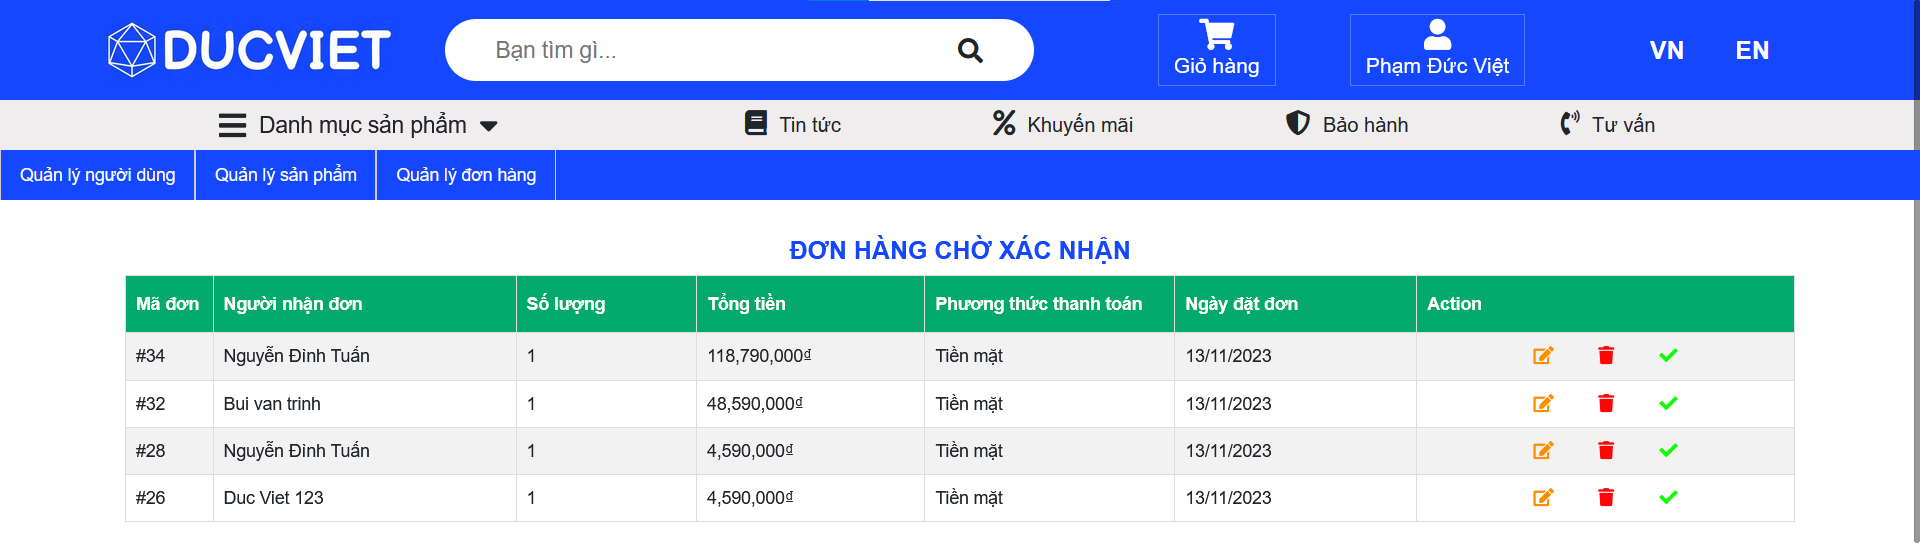 DUCVIET
Bạn tìm gì...
Giỏ hàng
Phạm Đức Việt
VN EN
Danh mục sản phẩm
Tin tức
Khuyến mãi
Bảo hành
Tư vấn
Quản lý người dùng Quản lý sản phẩm Quản lý đơn hàng
ĐƠN HÀNG CHỜ XÁC NHẬN
Mã đơn Người nhận đơn Số lượng Tổng tiền Phương thức thanh toán Ngày đặt đơn Action
#34 Nguyễn Đình Tuấn 1 118,790,000₫ Tiền mặt 13/11/2023
#32 Bui van trinh 1 48,590,000₫ Tiền mặt 13/11/2023
#28 Nguyễn Đình Tuấn 1 4,590,000₫ Tiền mặt 13/11/2023
#26 Duc Viet 123 1 4,590,000₫ Tiền mặt 13/11/2023